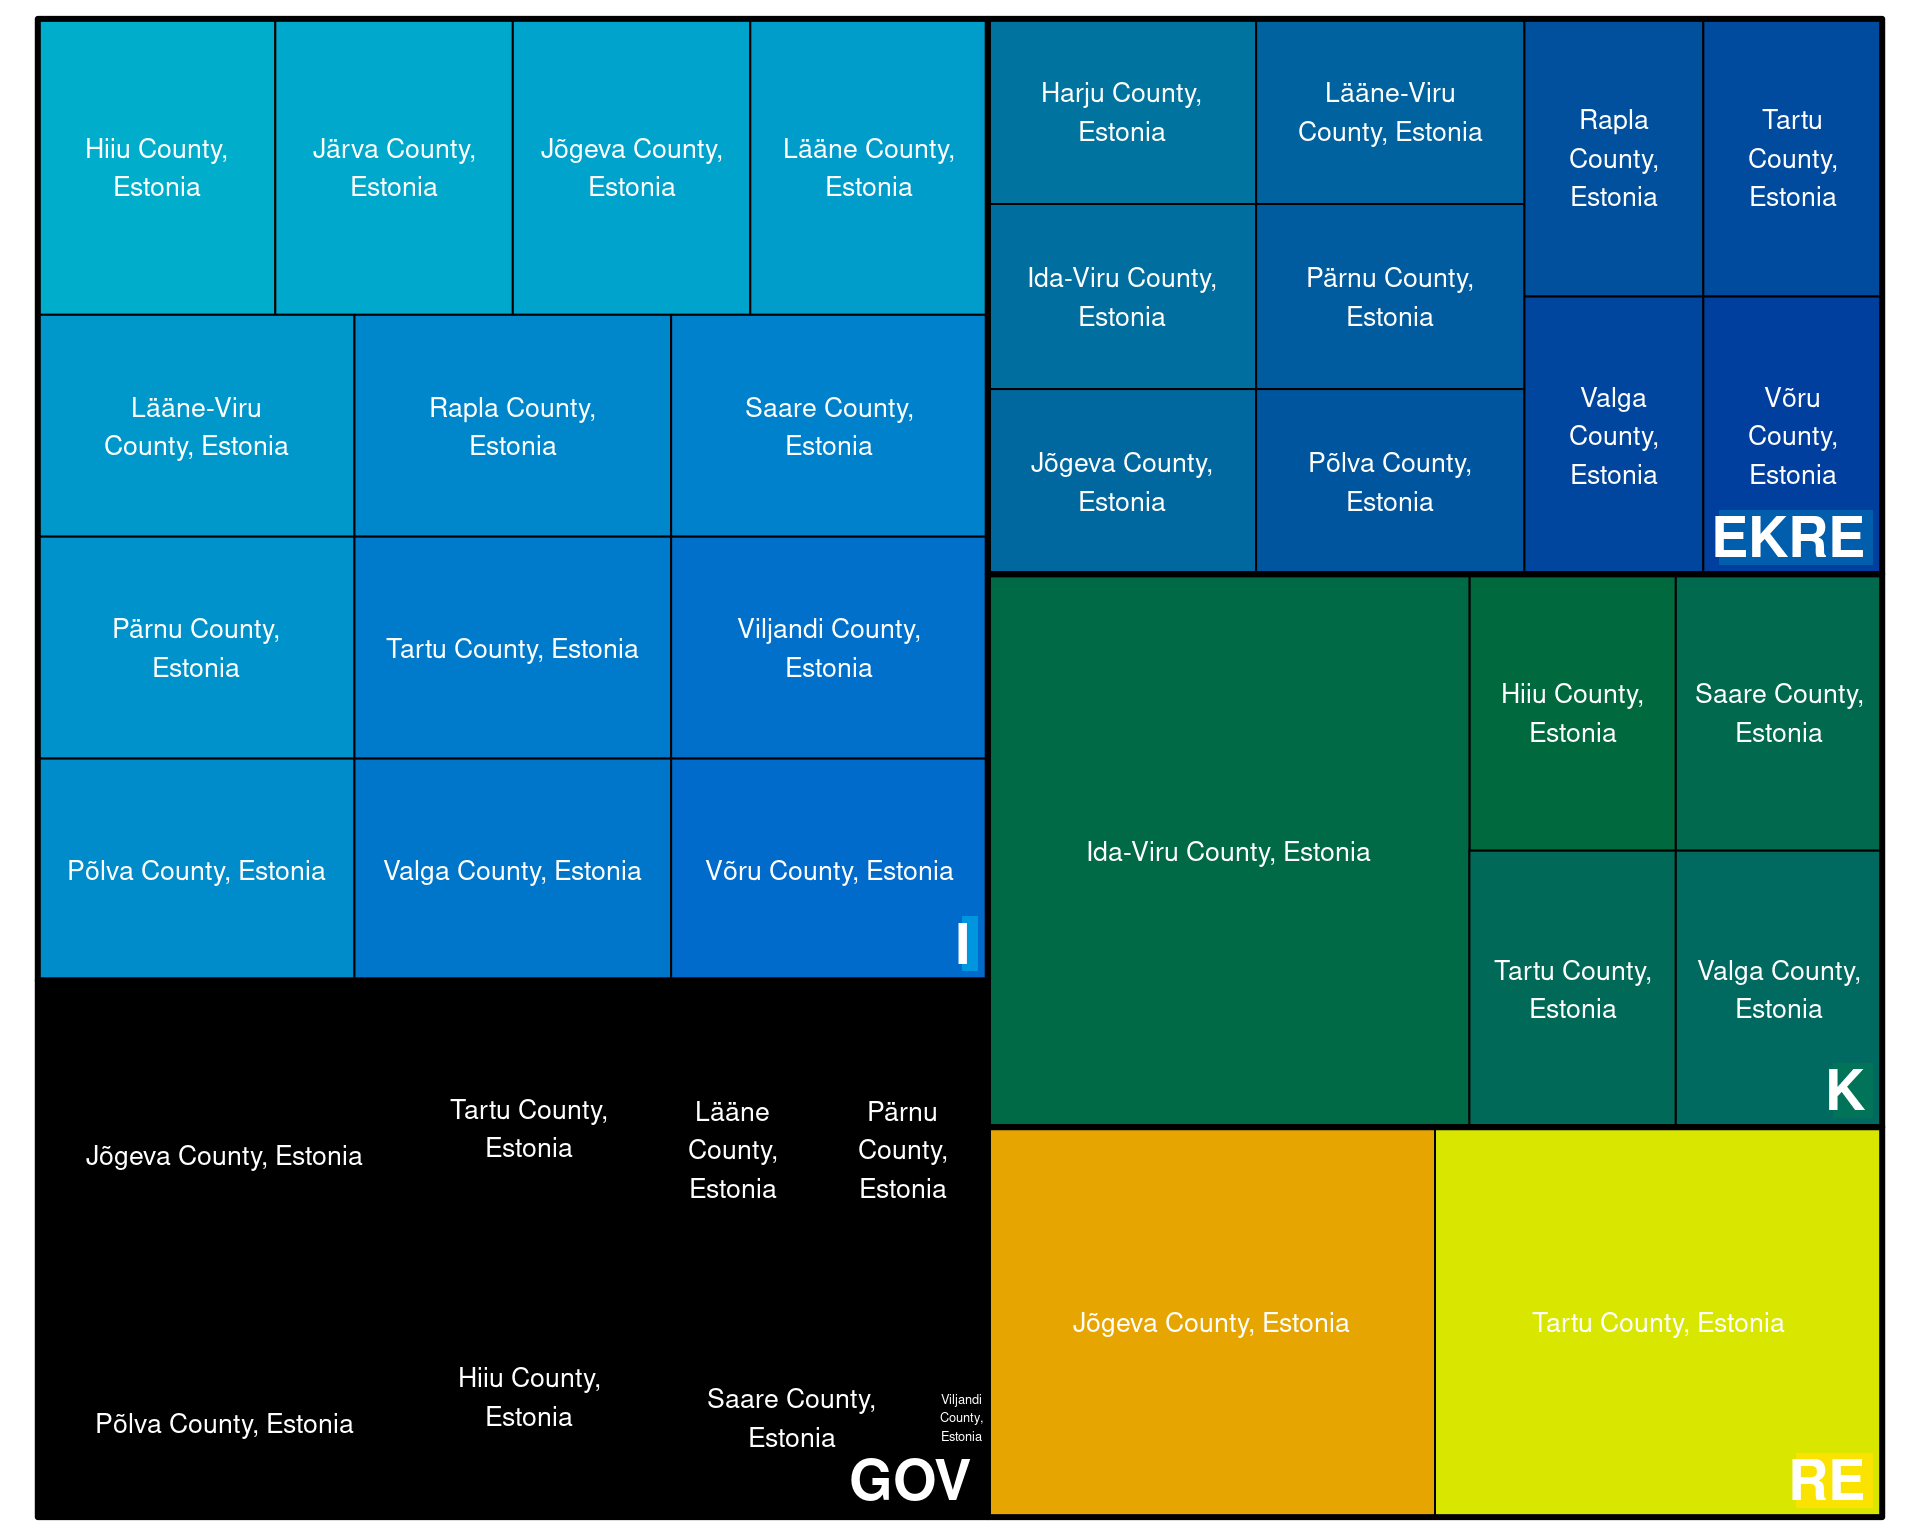 Hiiu County,
Estonia
Järva County,
Estonia
Jõgeva County,
Estonia
Lääne County,
Estonia
Lääne-Viru
County, Estonia
Rapla County,
Estonia
Saare County,
Estonia
Pärnu County,
Estonia
Tartu County, Estonia
Viljandi County,
Estonia
Põlva County, Estonia
Valga County, Estonia
Võru County, Estonia
I
Harju County,
Estonia
Lääne-Viru
County, Estonia
Rapla
County,
Estonia
Tartu
County,
Estonia
Ida-Viru County,
Estonia
Pärnu County,
Estonia
Jõgeva County,
Estonia
Põlva County,
Estonia
Valga
County,
Estonia
Võru
County,
Estonia
EKRE
Ida-Viru County, Estonia
Hiiu County,
Estonia
Saare County,
Estonia
Tartu County,
Estonia
Valga County,
Estonia
K
Jõgeva County, Estonia
Tartu County,
Estonia
Lääne
County,
Estonia
Pärnu
County,
Estonia
Põlva County, Estonia
Hiiu County,
Estonia
Saare County,
Estonia
Viljandi
County,
Estonia
GOV
Jõgeva County, Estonia
Tartu County, Estonia
RE